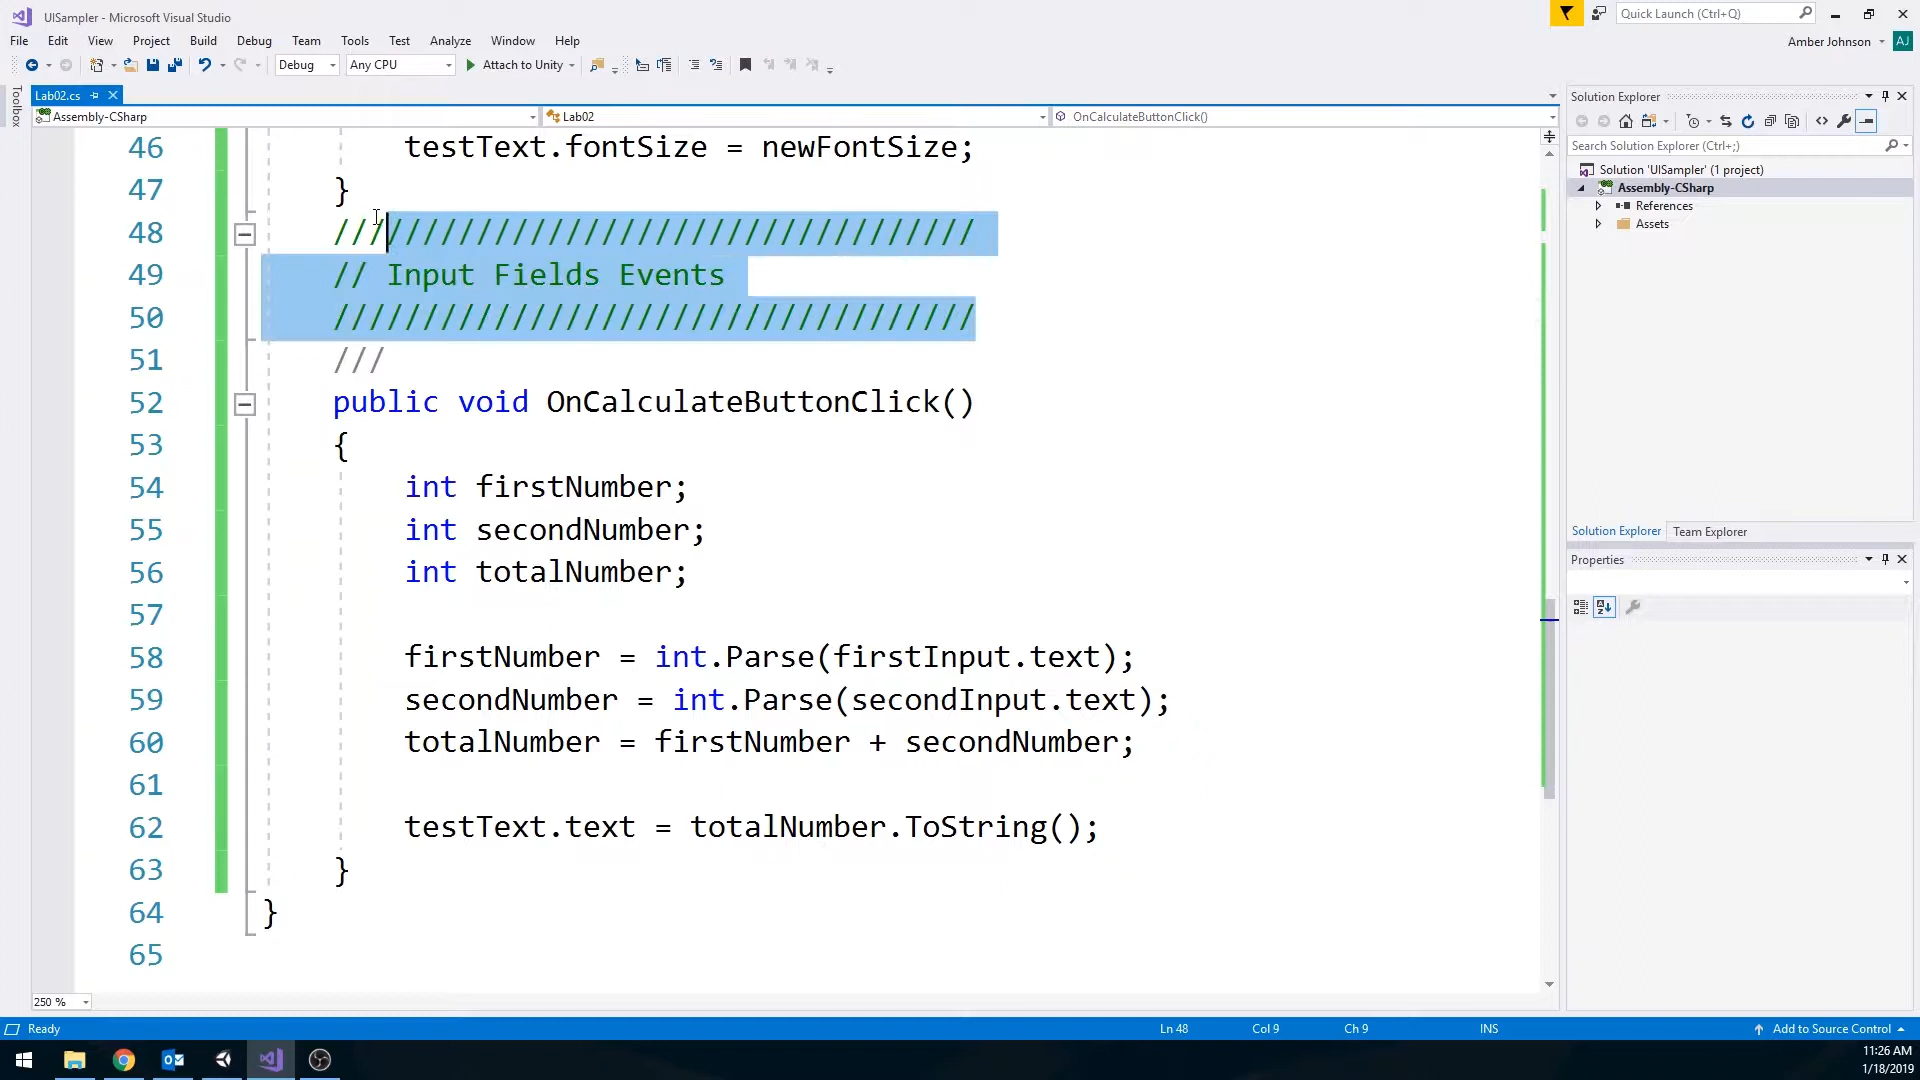 UISampler - Microsoft Visual Studio
Quick Launch (Ctrl+Q)
File Edit View Project Build Debug Team Tools Test Analyze Window Help
Amber Johnson AJ
Debug Any CPU Attach to Unity
Toolbox
Lab02.cs
Assembly-CSharp Lab02 OnCalculateButtonClick()
46 testText.fontSize = newFontSize;
47 }
48 ////////////////////////////////////
49 // Input Fields Events
50 ////////////////////////////////////
51 ///
52 public void OnCalculateButtonClick()
53 {
54 int firstNumber;
55 int secondNumber;
56 int totalNumber;
57
58 firstNumber = int.Parse(firstInput.text);
59 secondNumber = int.Parse(secondInput.text);
60 totalNumber = firstNumber + secondNumber;
61
62 testText.text = totalNumber.ToString();
63 }
64 }
65
250 %
Solution Explorer
Search Solution Explorer (Ctrl+;)
Solution 'UISampler' (1 project)
Assembly-CSharp
References
Assets
Solution Explorer Team Explorer
Properties
Ready Ln 48 Col 9 Ch 9 INS Add to Source Control
11:26 AM
1/18/2019